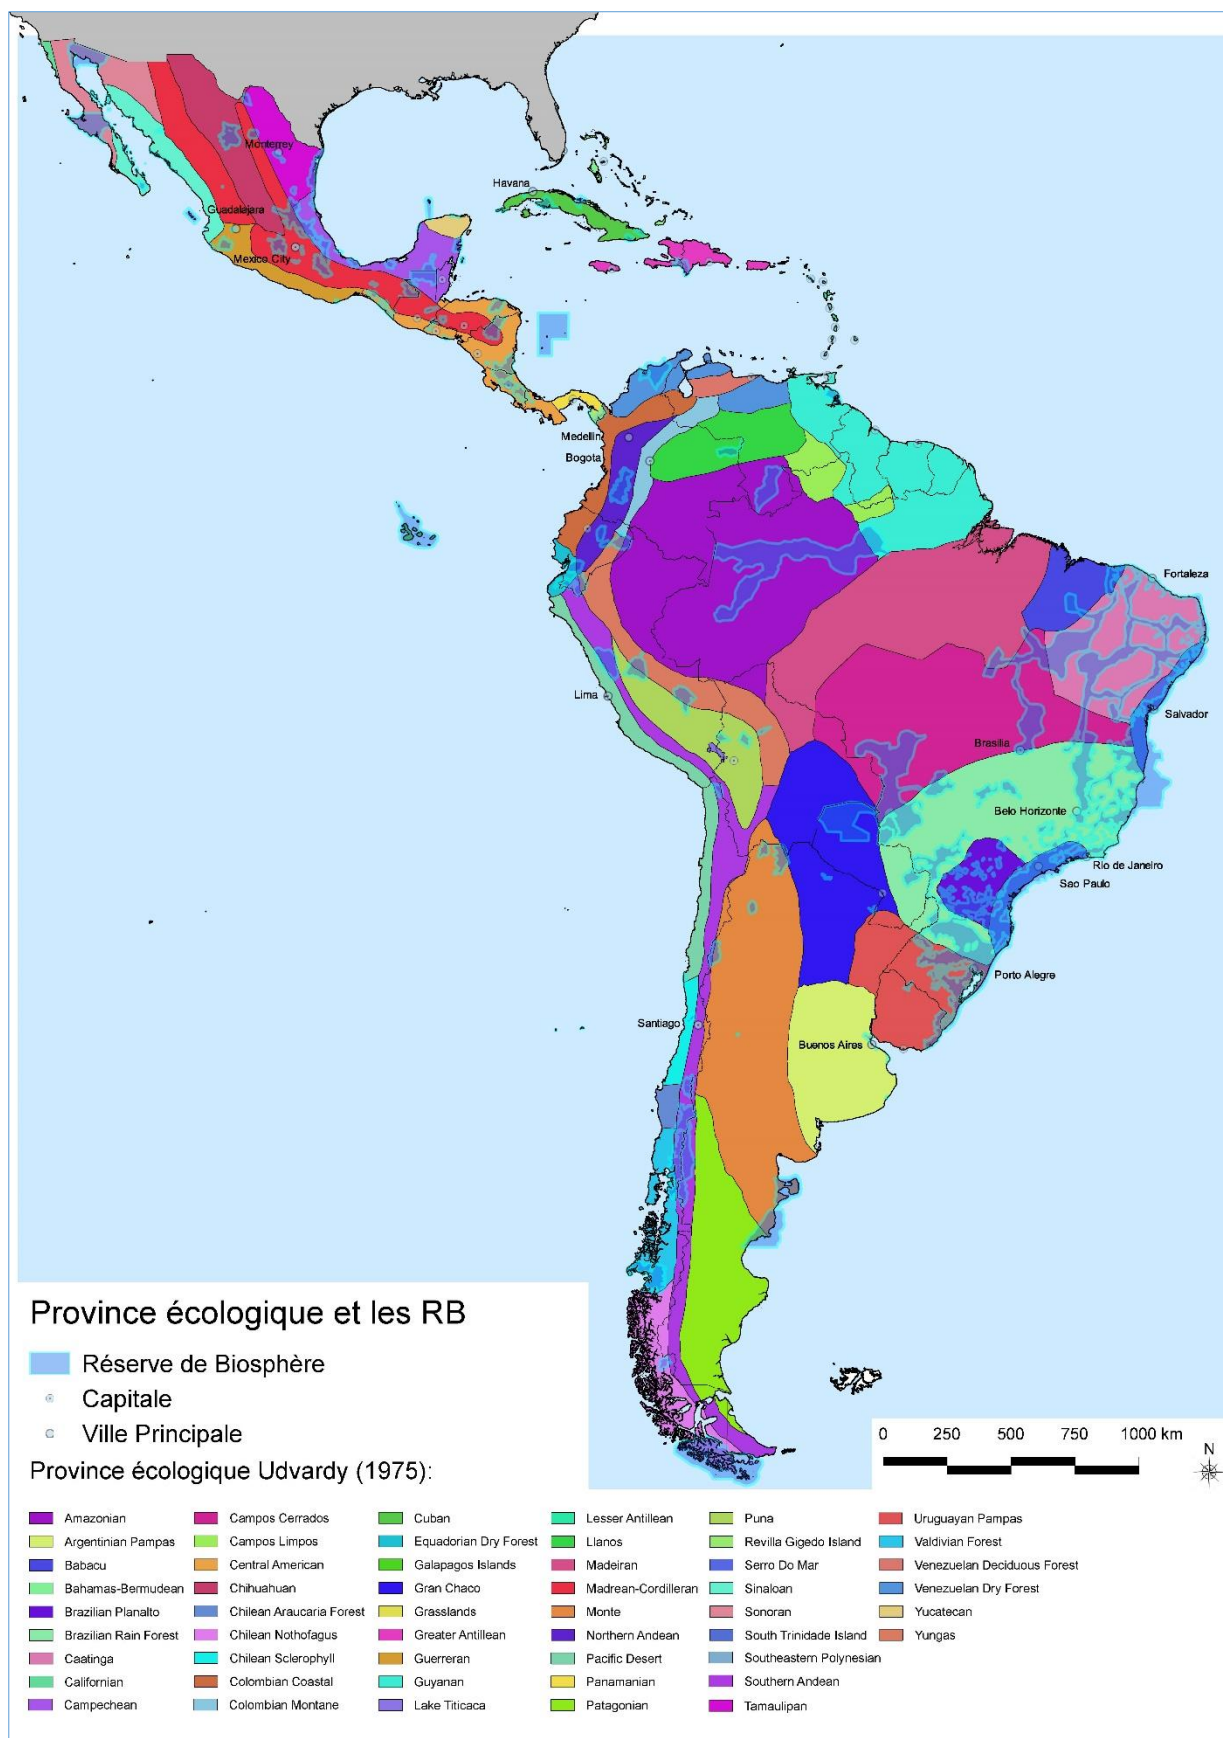 Monterrey
Havana
Guadalajara
Mexico City
Medellin
Bogota
Fortaleza
Lima
Salvador
Brasilia
Belo Horizonte
Rio de Janeiro
Sao Paulo
Porto Alegre
Santiago
Buenos Aires
Province écologique et les RB
Réserve de Biosphère
Capitale
Ville Principale
Province écologique Udvardy (1975):
0 250 500 750 1000 km
N
Amazonian
Argentinian Pampas
Babacu
Bahamas-Bermudean
Brazilian Planalto
Brazilian Rain Forest
Caatinga
Californian
Campechean
Campos Cerrados
Campos Limpos
Central American
Chihuahuan
Chilean Araucaria Forest
Chilean Nothofagus
Chilean Sclerophyll
Colombian Coastal
Colombian Montane
Cuban
Equadorian Dry Forest
Galapagos Islands
Gran Chaco
Grasslands
Greater Antillean
Guerreran
Guyanan
Lake Titicaca
Lesser Antillean
Llanos
Madeiran
Madrean-Cordilleran
Monte
Northern Andean
Pacific Desert
Panamanian
Patagonian
Puna
Revilla Gigedo Island
Serro Do Mar
Sinaloan
Sonoran
South Trinidade Island
Southeastern Polynesian
Southern Andean
Tamaulipan
Uruguayan Pampas
Valdivian Forest
Venezuelan Deciduous Forest
Venezuelan Dry Forest
Yucatecan
Yungas